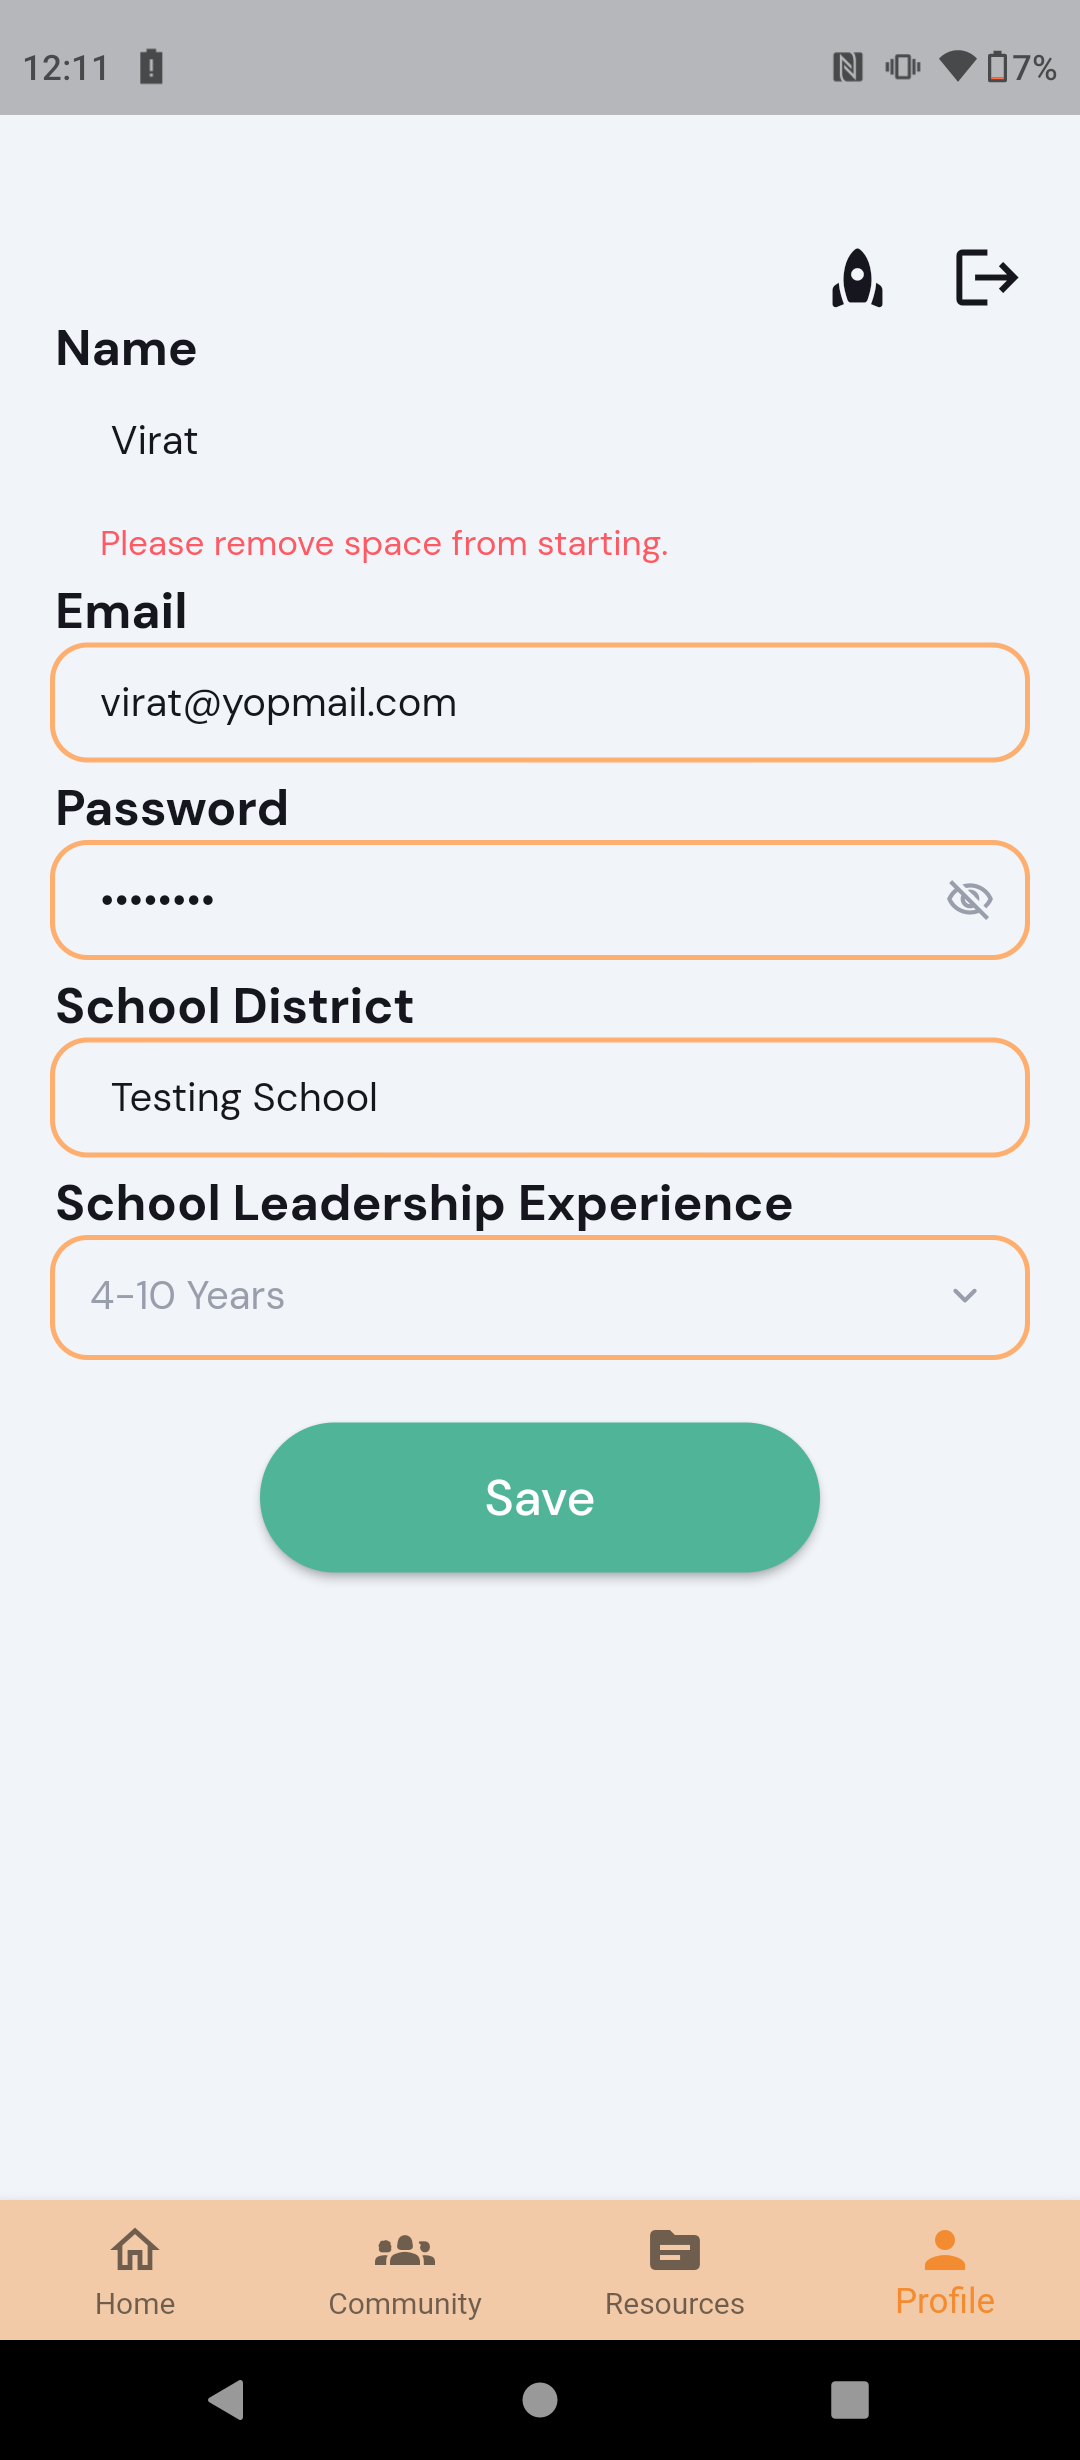 12:11
7%
Name
Virat
Please remove space from starting.
Email
virat@yopmail.com
Password
••••••••
School District
Testing School
School Leadership Experience
4-10 Years
Save
Home
Community
Resources
Profile